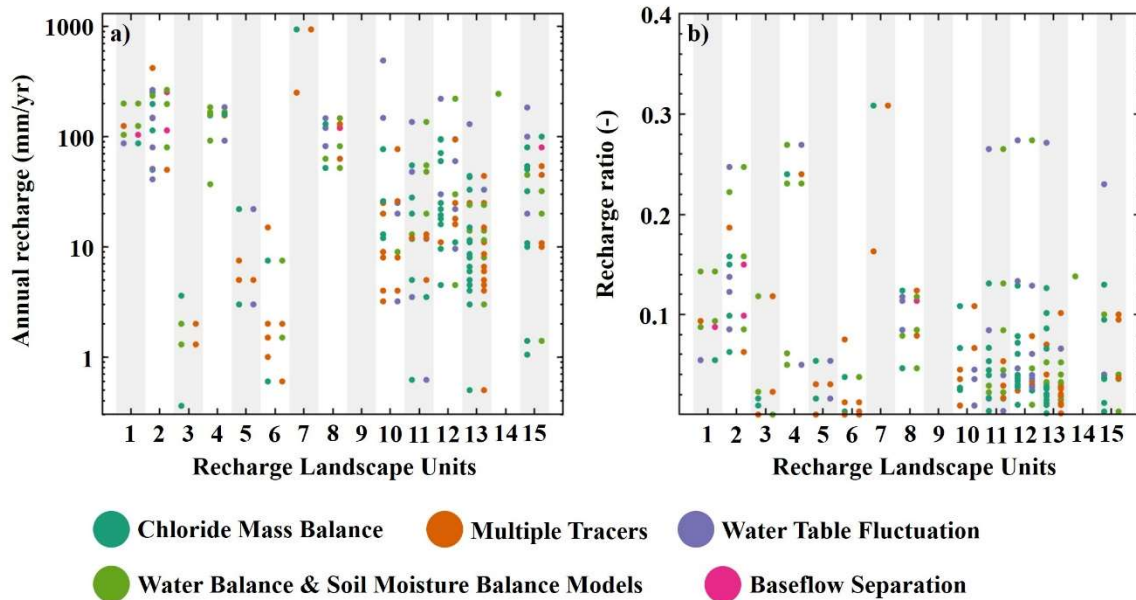 a)
1000
100
10
1
Annual recharge (mm/yr)
1 2 3 4 5 6 7 8 9 10 11 12 13 14 15
Recharge Landscape Units
b)
0.4
0.3
0.2
0.1
Recharge ratio (-)
1 2 3 4 5 6 7 8 9 10 11 12 13 14 15
Recharge Landscape Units
Chloride Mass Balance Multiple Tracers Water Table Fluctuation
Water Balance & Soil Moisture Balance Models Baseflow Separation